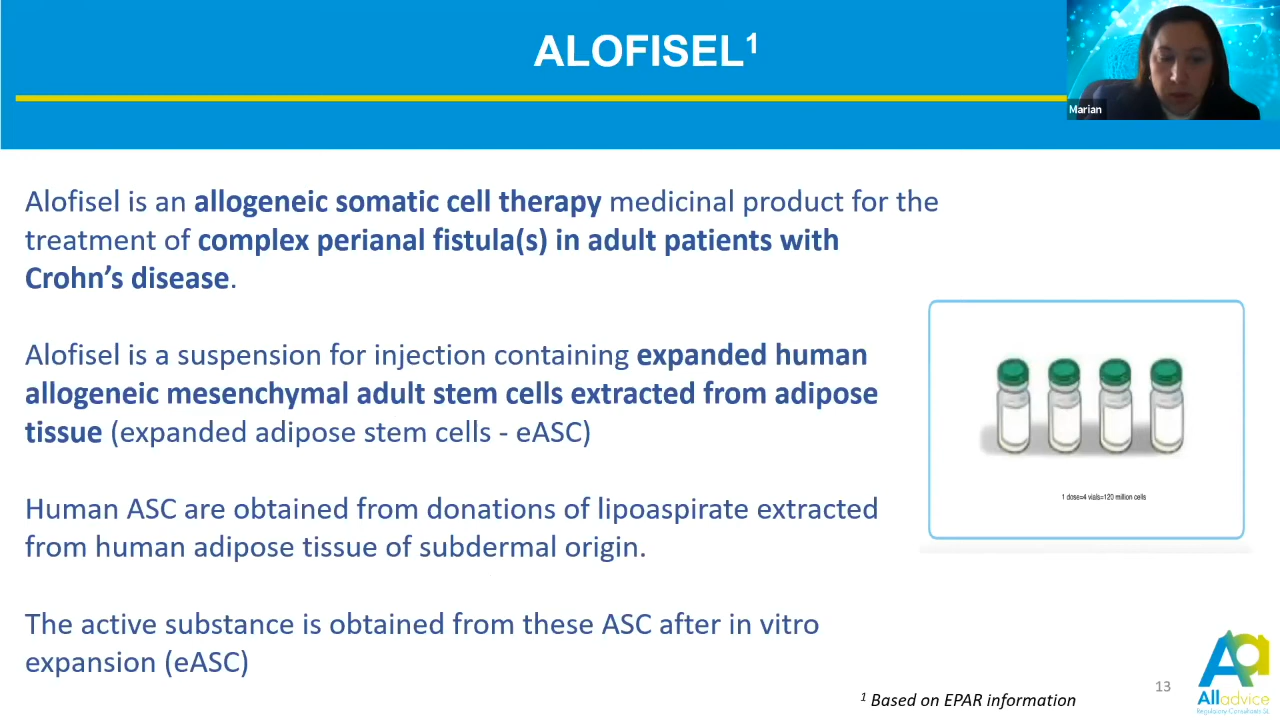 ALOFISEL¹
Marian
Alofisel is an allogeneic somatic cell therapy medicinal product for the
treatment of complex perianal fistula(s) in adult patients with
Crohn’s disease.
Alofisel is a suspension for injection containing expanded human
allogeneic mesenchymal adult stem cells extracted from adipose
tissue (expanded adipose stem cells - eASC)
1 dose=4 vials=120 million cells
Human ASC are obtained from donations of lipoaspirate extracted
from human adipose tissue of subdermal origin.
The active substance is obtained from these ASC after in vitro
expansion (eASC)
¹ Based on EPAR information
13
Alladvice
Regulatory Consultants SL